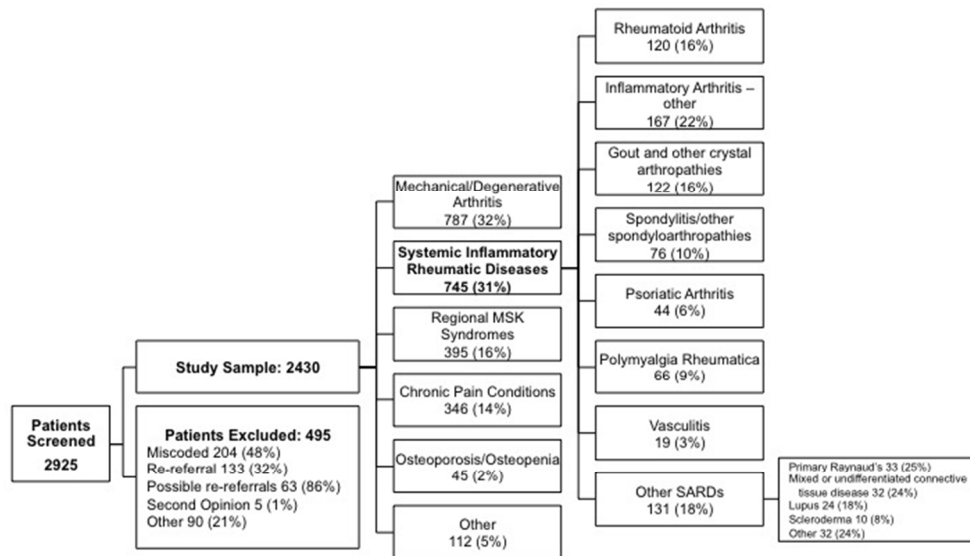 Patients
Screened
2925
Study Sample: 2430
Patients Excluded: 495
Miscoded 204 (48%)
Re-referral 133 (32%)
Possible re-referrals 63 (86%)
Second Opinion 5 (1%)
Other 90 (21%)
Mechanical/Degenerative
Arthritis
787 (32%)
Systemic Inflammatory
Rheumatic Diseases
745 (31%)
Regional MSK
Syndromes
395 (16%)
Chronic Pain Conditions
346 (14%)
Osteoporosis/Osteopenia
45 (2%)
Other
112 (5%)
Rheumatoid Arthritis
120 (16%)
Inflammatory Arthritis –
other
167 (22%)
Gout and other crystal
arthropathies
122 (16%)
Spondylitis/other
spondyloarthropathies
76 (10%)
Psoriatic Arthritis
44 (6%)
Polymyalgia Rheumatica
66 (9%)
Vasculitis
19 (3%)
Other SARDs
131 (18%)
Primary Raynaud's 33 (25%)
Mixed or undifferentiated connective
tissue disease 32 (24%)
Lupus 24 (18%)
Scleroderma 10 (8%)
Other 32 (24%)